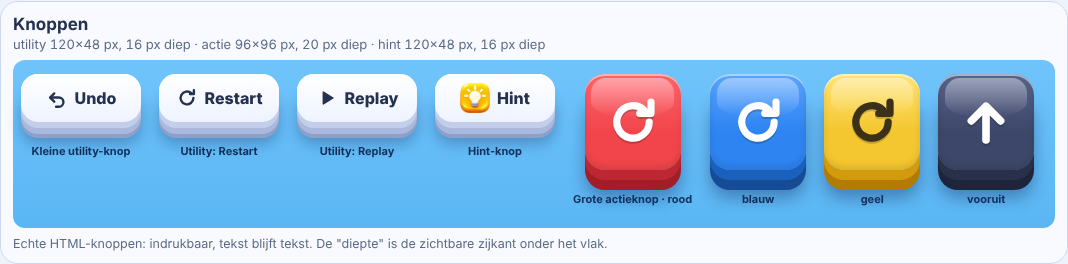 Knoppen
utility 120×48 px, 16 px diep · actie 96×96 px, 20 px diep · hint 120×48 px, 16 px diep
Undo
Restart
Replay
Hint
Kleine utility-knop
Utility: Restart
Utility: Replay
Hint-knop
Grote actieknop · rood
blauw
geel
vooruit
Echte HTML-knoppen: indrukbaar, tekst blijft tekst. De "diepte" is de zichtbare zijkant onder het vlak.